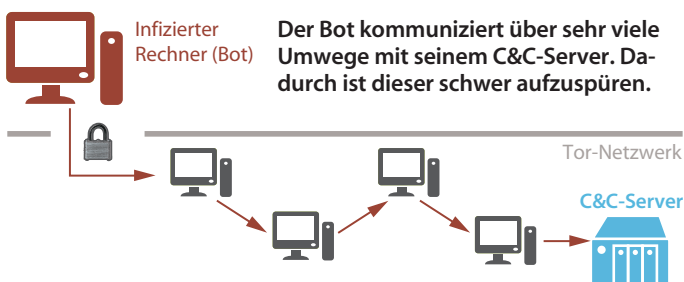 Infizierter
Rechner (Bot)
Der Bot kommuniziert über sehr viele
Umwege mit seinem C&C-Server. Da-
durch ist dieser schwer aufzuspüren.
Tor-Netzwerk
C&C-Server